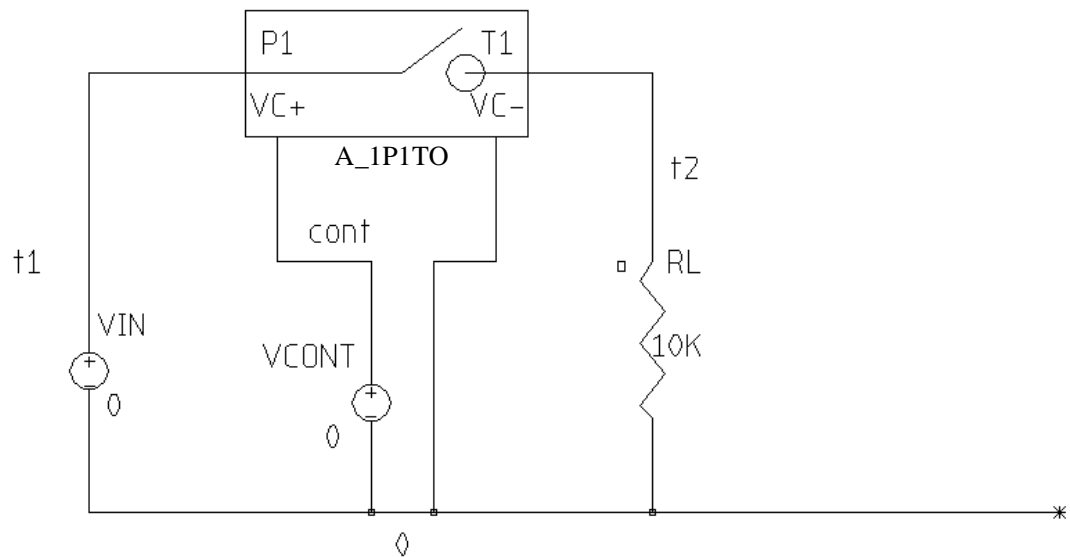 P1 T1
VC+ VC-
A_1P1TO
t2
cont
t1
RL
VIN
10K
VCONT
0
0
0